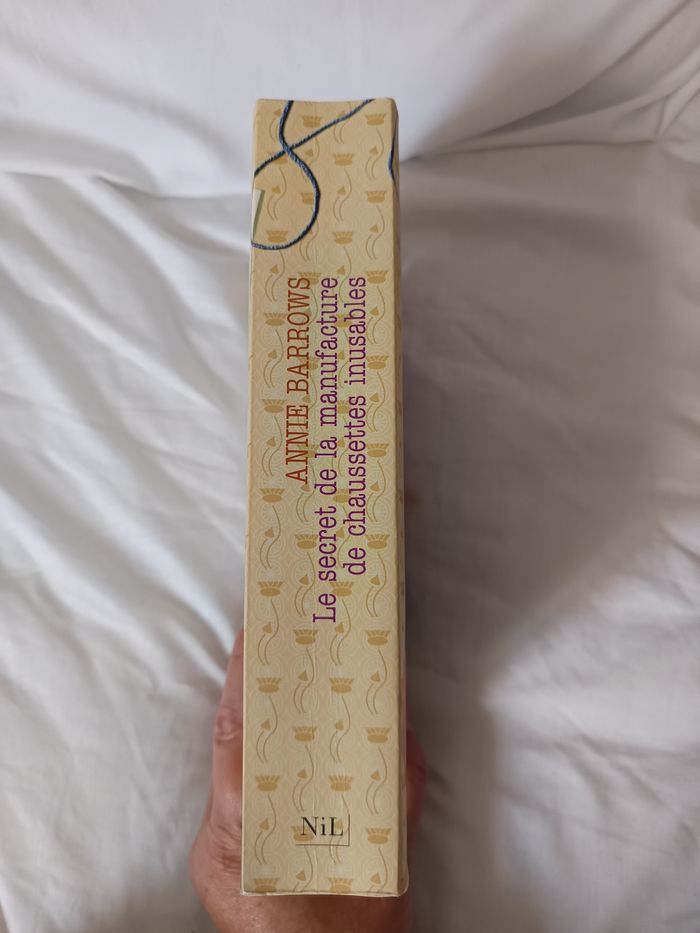 ANNIE BARROWS
Le secret de la manufacture
de chaussettes inusables
NiL